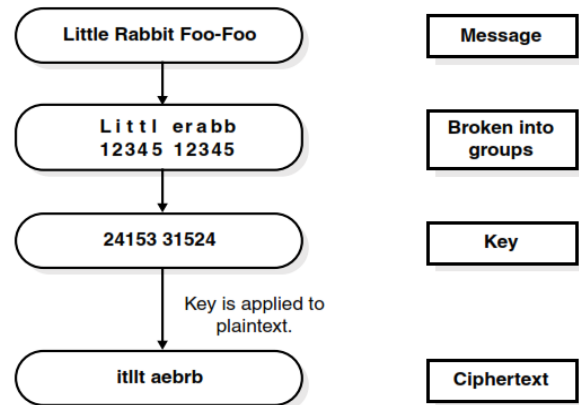 Little Rabbit Foo-Foo
Message
Littl erabb
12345 12345
Broken into
groups
24153 31524
Key
Key is applied to
plaintext.
itllt aebrb
Ciphertext